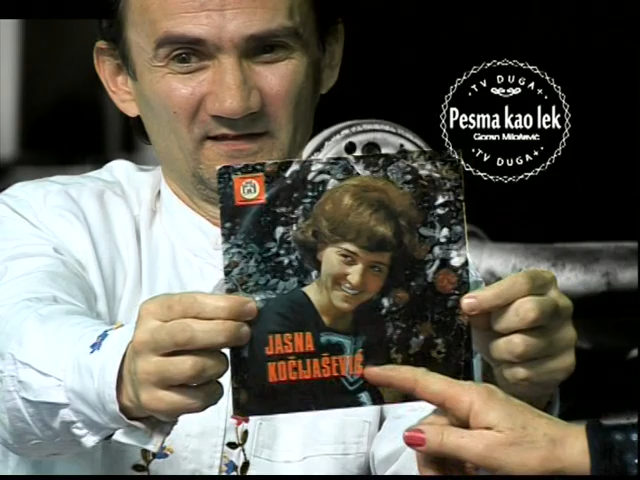 TV DUGA+
Pesma kao lek
Goran Milošević
TV DUGA+
JASNA
KOČIJAŠEVIĆ